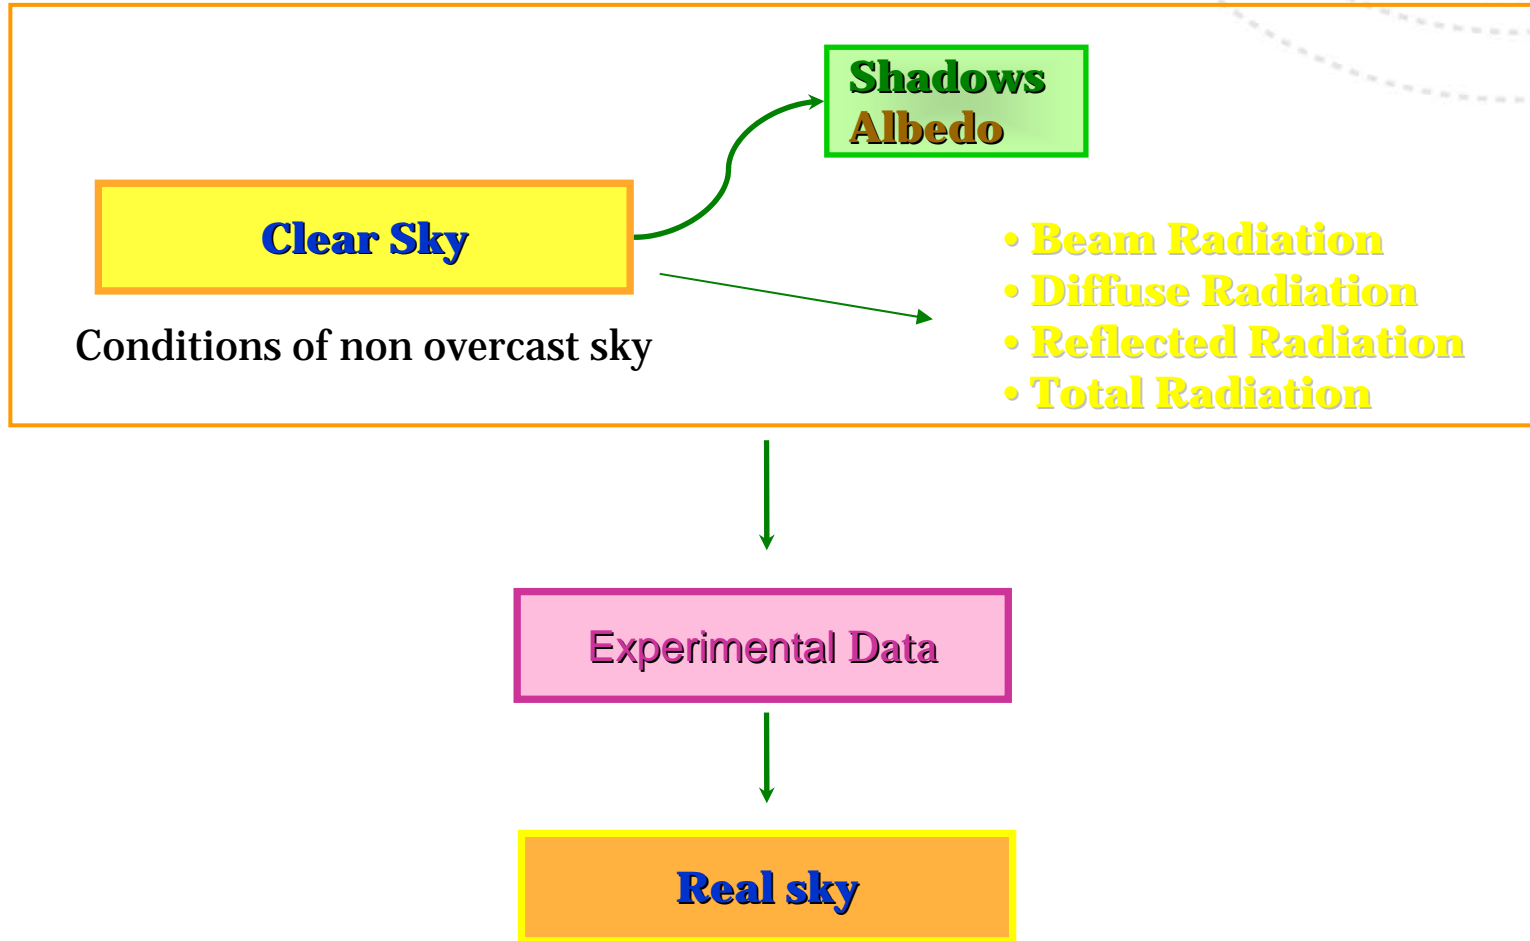 Shadows
Albedo
Clear Sky
Conditions of non overcast sky
• Beam Radiation
• Diffuse Radiation
• Reflected Radiation
• Total Radiation
Experimental Data
Real sky